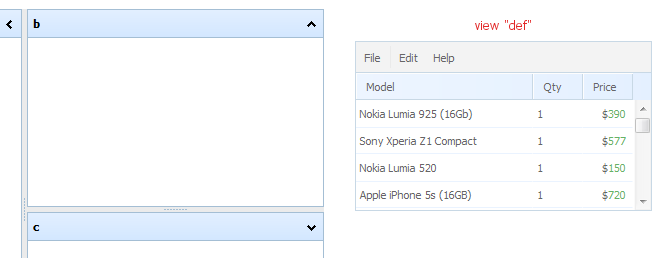 b
c
view "def"
File Edit Help
Model Qty Price
Nokia Lumia 925 (16Gb) 1 $390
Sony Xperia Z1 Compact 1 $577
Nokia Lumia 520 1 $150
Apple iPhone 5s (16GB) 1 $720